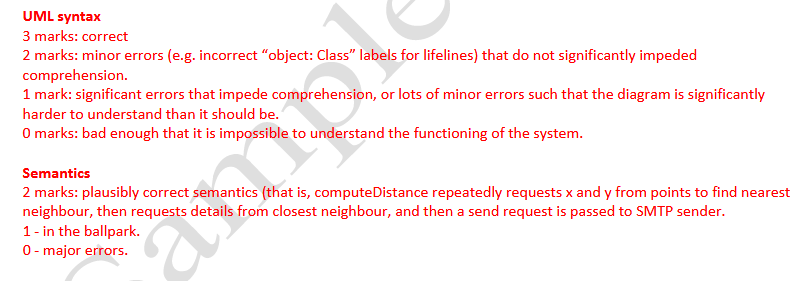 UML syntax
3 marks: correct
2 marks: minor errors (e.g. incorrect “object: Class” labels for lifelines) that do not significantly impeded
comprehension.
1 mark: significant errors that impede comprehension, or lots of minor errors such that the diagram is significantly
harder to understand than it should be.
0 marks: bad enough that it is impossible to understand the functioning of the system.
Semantics
2 marks: plausibly correct semantics (that is, computeDistance repeatedly requests x and y from points to find nearest
neighbour, then requests details from closest neighbour, and then a send request is passed to SMTP sender.
1 - in the ballpark.
0 - major errors.
Sample